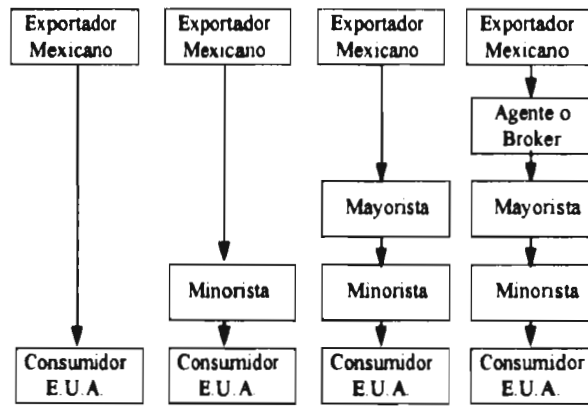 Exportador
Mexicano
Exportador
Mexicano
Exportador
Mexicano
Exportador
Mexicano
Agente o
Broker
Mayorista
Mayorista
Minorista
Minorista
Minorista
Consumidor
E.U.A.
Consumidor
E.U.A.
Consumidor
E.U.A.
Consumidor
E.U.A.